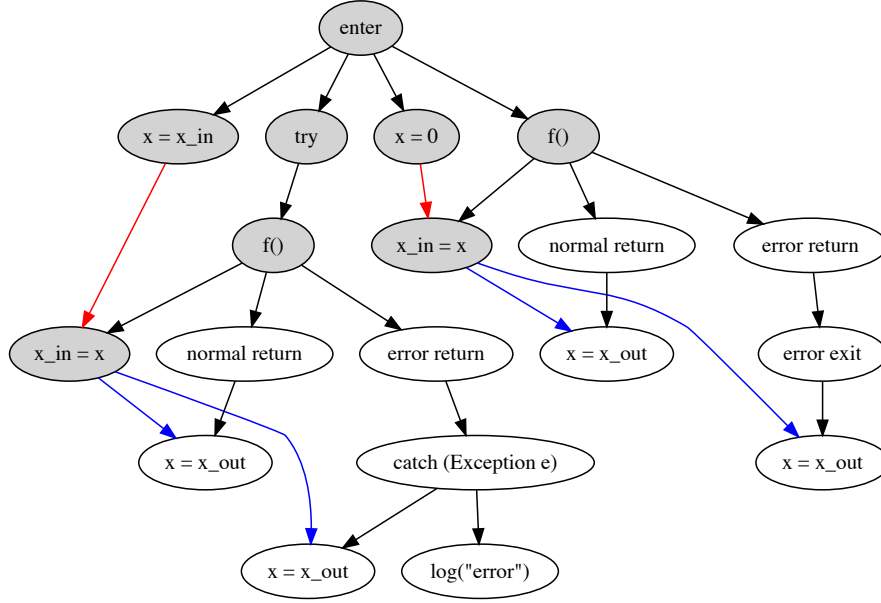 enter
x = x_in
try
x = 0
f()
f()
x_in = x
normal return
error return
x_in = x
normal return
error return
x = x_out
error exit
x = x_out
catch (Exception e)
x = x_out
x = x_out
log("error")